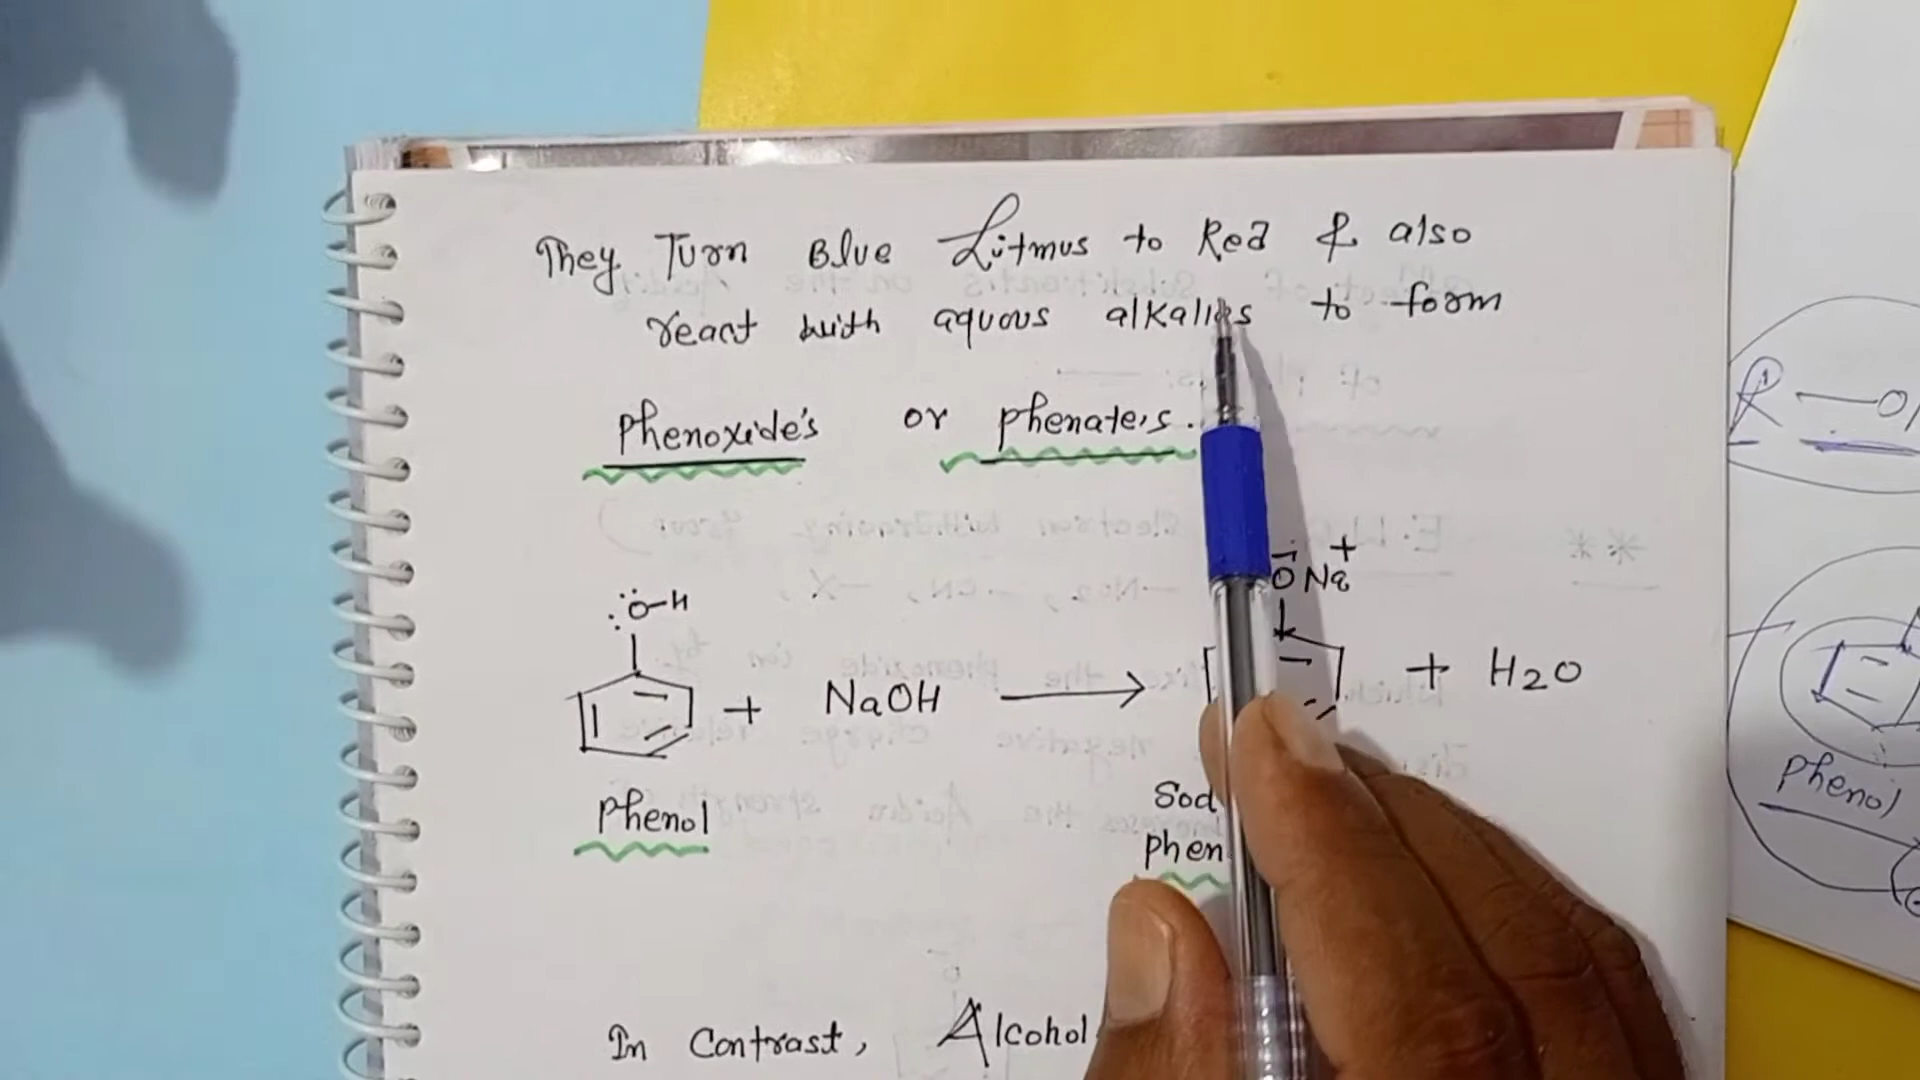 They Turn Blue Litmus to Red & also
react with aquous alkalies to form
phenoxide's or phenate's.
:Ö-H
Ō Na+
+ NaOH → + H2O
Phenol
Sod
Phen
In Contrast, Alcohol
R—O
phenol